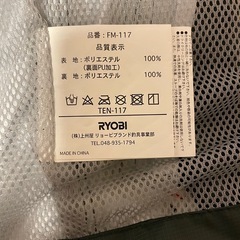 品番：FM-117
品質表示
表 地：ポリエステル 100%
（裏面PU加工）
裏 地：ポリエステル 100%
TEN-117
RYOBI
(株)上州屋 リョービブランド釣具事業部
TEL.048-935-1794
MADE IN CHINA